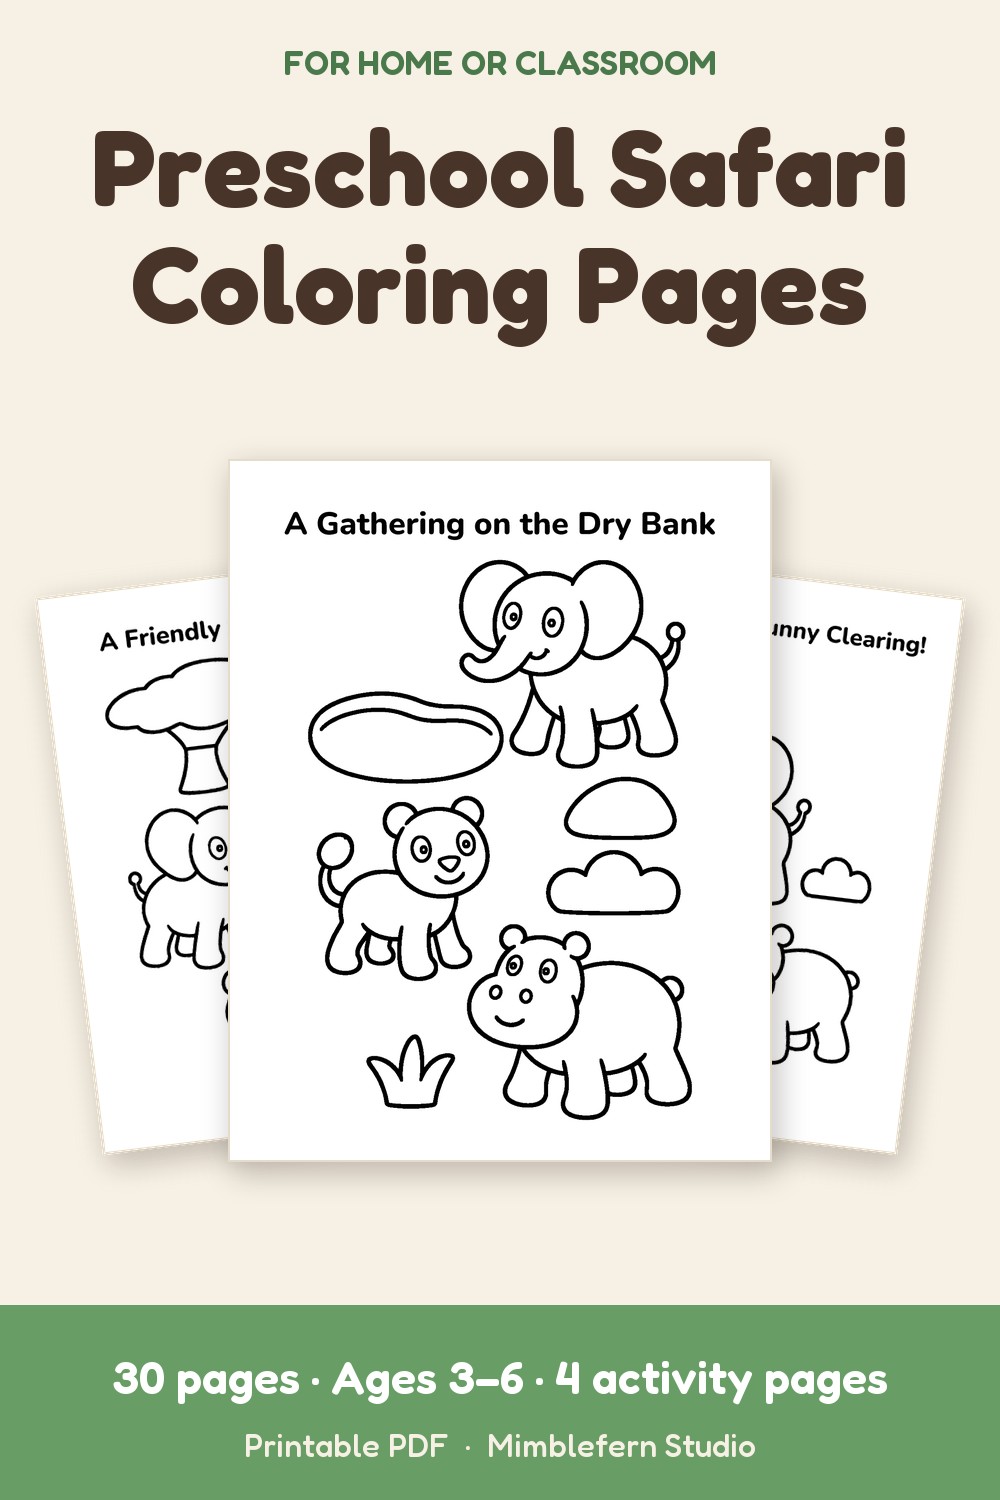 FOR HOME OR CLASSROOM
Preschool Safari
Coloring Pages
A Gathering on the Dry Bank
A Friendly
Clearing!
30 pages · Ages 3–6 · 4 activity pages
Printable PDF · Mimblefern Studio